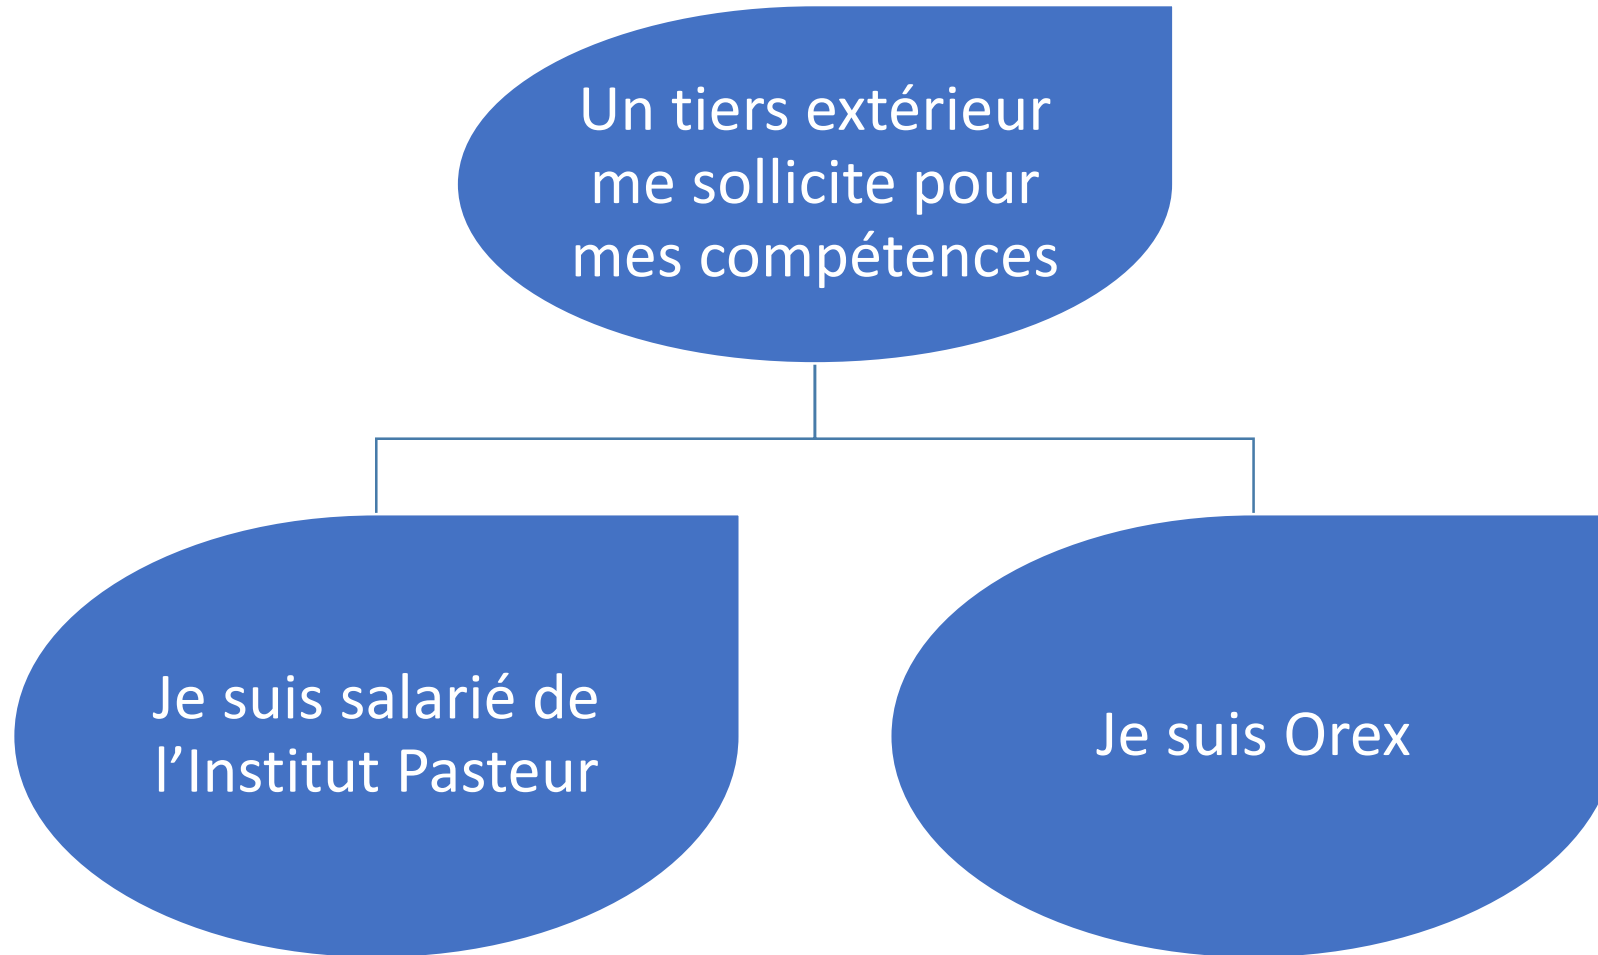 Un tiers extérieur
me sollicite pour
mes compétences
Je suis salarié de
l’Institut Pasteur
Je suis Orex